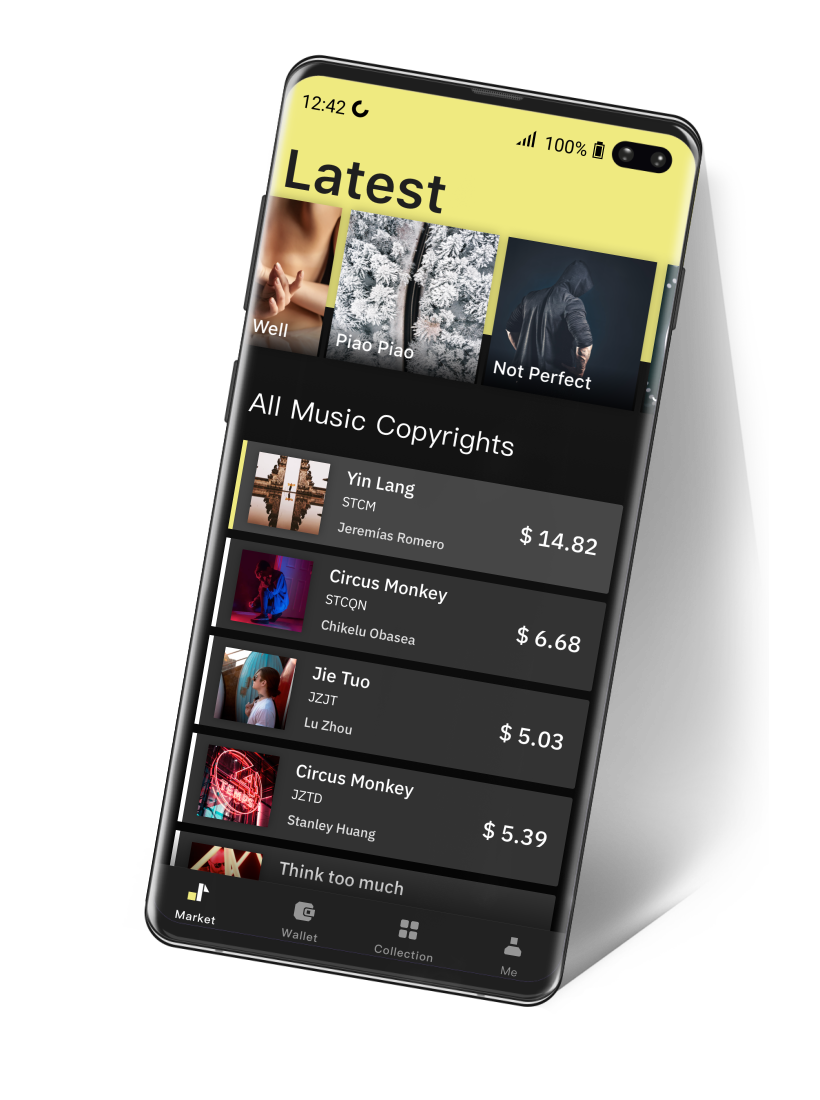 12:42
100%
Latest
Well
Piao Piao
Not Perfect
All Music Copyrights
Yin Lang
STCM
Jeremías Romero
$ 14.82
Circus Monkey
STCQN
Chikelu Obasea
$ 6.68
Jie Tuo
JZJT
Lu Zhou
$ 5.03
Circus Monkey
JZTD
Stanley Huang
$ 5.39
Think too much
Market
Wallet
Collection
Me